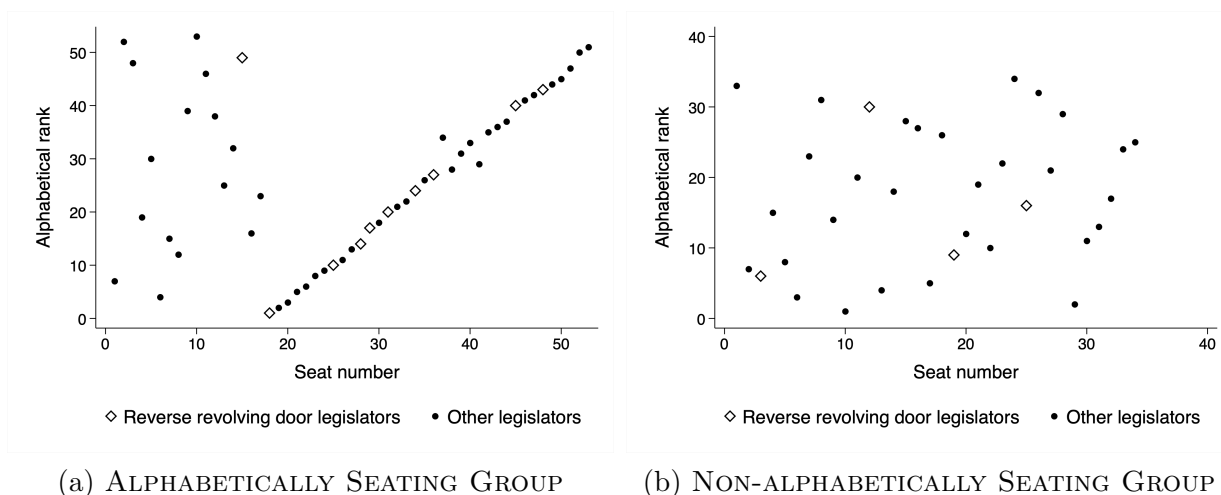 50
40
30
20
10
0
Alphabetical rank
0 10 20 30 40 50
Seat number
Reverse revolving door legislators Other legislators
(a) Alphabetically Seating Group
40
30
20
10
0
Alphabetical rank
0 10 20 30 40
Seat number
Reverse revolving door legislators Other legislators
(b) Non-alphabetically Seating Group